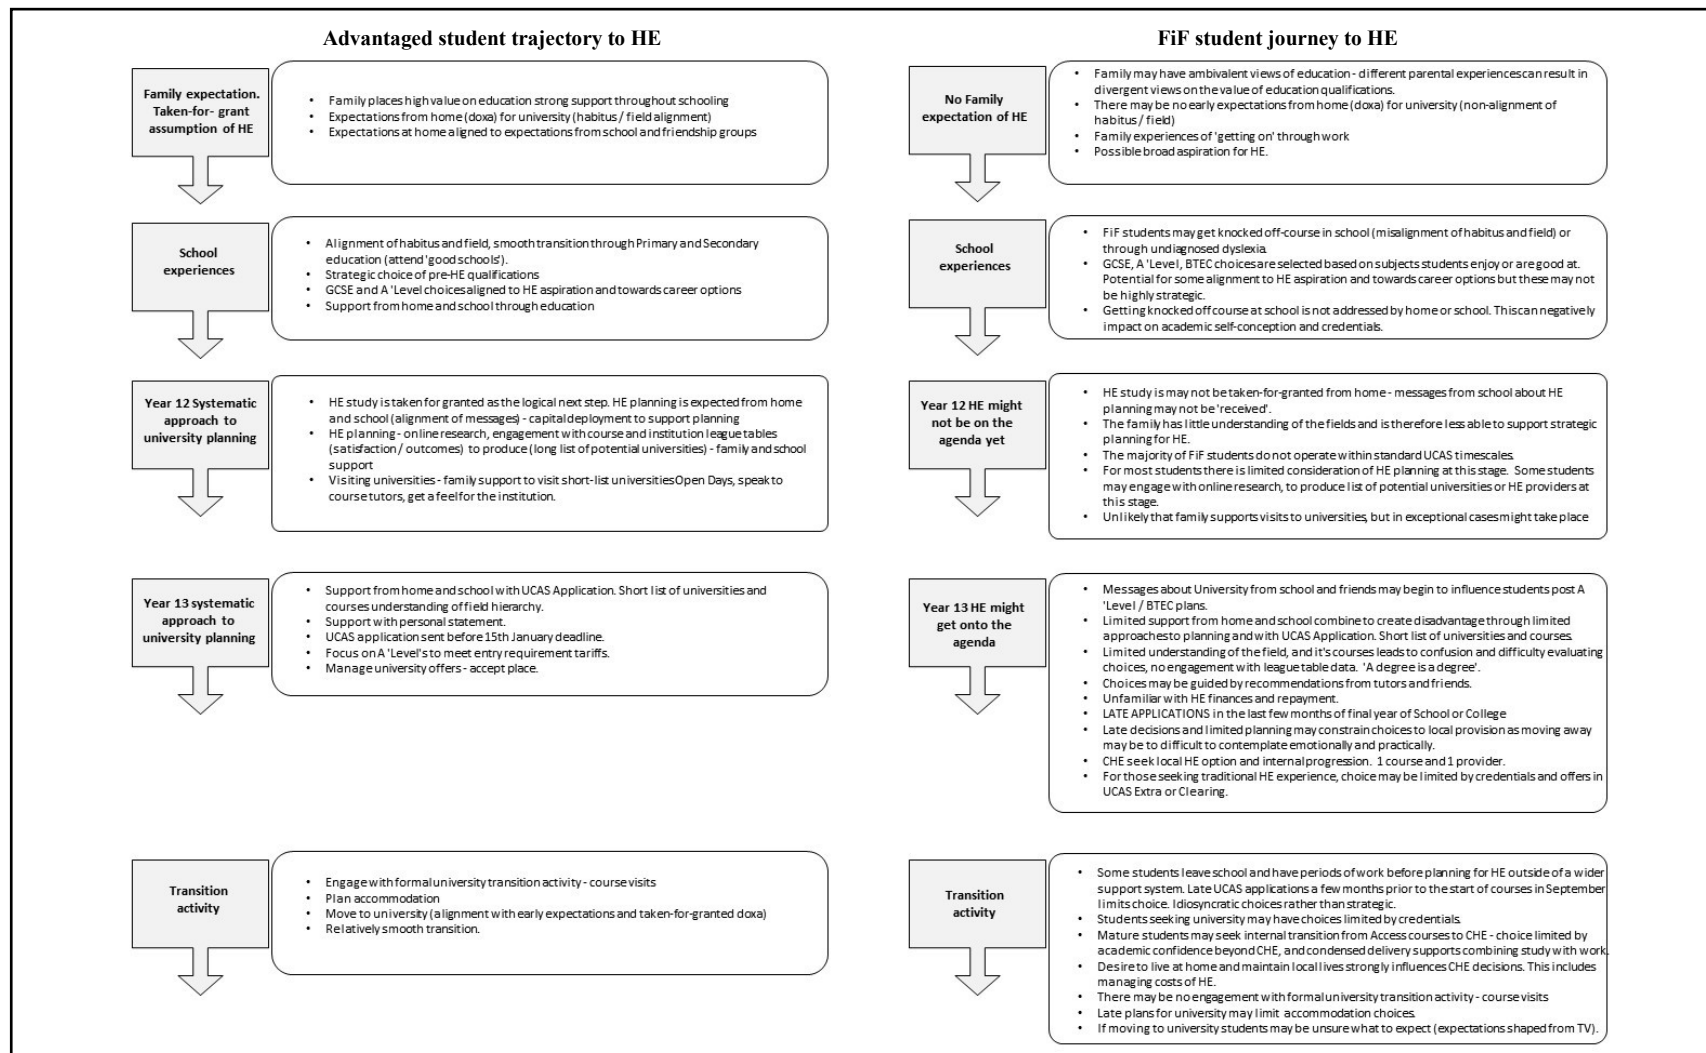 Advantaged student trajectory to HE
Family expectation.
Taken-for- grant
assumption of HE
• Family places high value on education strong support throughout schooling
• Expectations from home (doxa) for university (habitus / field alignment)
• Expectations at home aligned to expectations from school and friendship groups
School
experiences
• Alignment of habitus and field, smooth transition through Primary and Secondary
education (attend 'good schools').
• Strategic choice of pre-HE qualifications
• GCSE and A 'Level choices aligned to HE aspiration and towards career options
• Support from home and school through education
Year 12 Systematic
approach to
university planning
• HE study is taken for granted as the logical next step. HE planning is expected from home
and school (alignment of messages) - capital deployment to support planning
• HE planning - online research, engagement with course and institution league tables
(satisfaction / outcomes) to produce (long list of potential universities) - family and school
support
• Visiting universities - family support to visit short-list universities Open Days, speak to
course tutors, get a feel for the institution.
Year 13 systematic
approach to
university planning
• Support from home and school with UCAS Application. Short list of universities and
courses understanding of field hierarchy.
• Support with personal statement.
• UCAS application sent before 15th January deadline.
• Focus on A 'Level's to meet entry requirement tariffs.
• Manage university offers - accept place.
Transition
activity
• Engage with formal university transition activity - course visits
• Plan accommodation
• Move to university (alignment with early expectations and taken-for-granted doxa)
• Relatively smooth transition.
FiF student journey to HE
No Family
expectation of HE
• Family may have ambivalent views of education - different parental experiences can result in
divergent views on the value of education qualifications.
• There may be no early expectations from home (doxa) for university (non-alignment of
habitus / field)
• Family experiences of 'getting on' through work
• Possible broad aspiration for HE.
School
experiences
• FiF students may get knocked off-course in school (misalignment of habitus and field) or
through undiagnosed dyslexia.
• GCSE, A 'Level, BTEC choices are selected based on subjects students enjoy or are good at.
Potential for some alignment to HE aspiration and towards career options but these may not
be highly strategic.
• Getting knocked off course at school is not addressed by home or school. This can negatively
impact on academic self-conception and credentials.
Year 12 HE might
not be on the
agenda yet
• HE study is may not be taken-for-granted from home - messages from school about HE
planning may not be 'received'.
• The family has little understanding of the fields and is therefore less able to support strategic
planning for HE.
• The majority of FiF students do not operate within standard UCAS timescales.
• For most students there is limited consideration of HE planning at this stage. Some students
may engage with online research, to produce list of potential universities or HE providers at
this stage.
• Unlikely that family supports visits to universities, but in exceptional cases might take place
Year 13 HE might
get onto the
agenda
• Messages about University from school and friends may begin to influence students post A
'Level / BTEC plans.
• Limited support from home and school combine to create disadvantage through limited
approaches to planning and with UCAS Application. Short list of universities and courses.
• Limited understanding of the field, and it's courses leads to confusion and difficulty evaluating
choices, no engagement with league table data. 'A degree is a degree'.
• Choices may be guided by recommendations from tutors and friends.
• Unfamiliar with HE finances and repayment.
• LATE APPLICATIONS in the last few months of final year of School or College
• Late decisions and limited planning may constrain choices to local provision as moving away
may be to difficult to contemplate emotionally and practically.
• CHE seek local HE option and internal progression. 1 course and 1 provider.
• For those seeking traditional HE experience, choice may be limited by credentials and offers in
UCAS Extra or Clearing.
Transition
activity
• Some students leave school and have periods of work before planning for HE outside of a wider
support system. Late UCAS applications a few months prior to the start of courses in September
limits choice. Idiosyncratic choices rather than strategic.
• Students seeking university may have choices limited by credentials.
• Mature students may seek internal transition from Access courses to CHE - choice limited by
academic confidence beyond CHE, and condensed delivery supports combining study with work.
• Desire to live at home and maintain local lives strongly influences CHE decisions. This includes
managing costs of HE.
• There may be no engagement with formal university transition activity - course visits
• Late plans for university may limit accommodation choices.
• If moving to university students may be unsure what to expect (expectations shaped from TV).